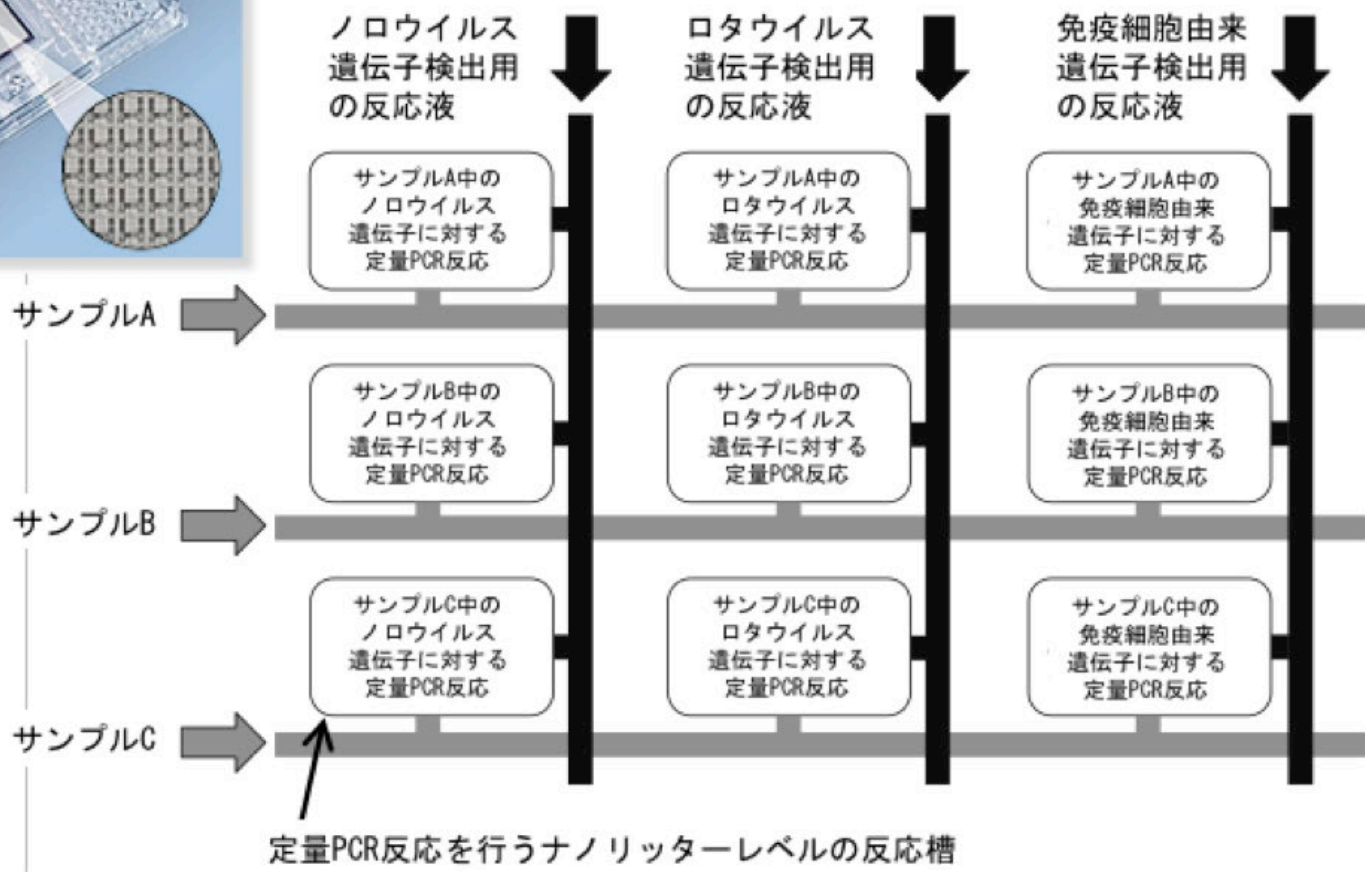 ノロウイルス
遺伝子検出用
の反応液
ロタウイルス
遺伝子検出用
の反応液
免疫細胞由来
遺伝子検出用
の反応液
サンプルA中の
ノロウイルス
遺伝子に対する
定量PCR反応
サンプルA中の
ロタウイルス
遺伝子に対する
定量PCR反応
サンプルA中の
免疫細胞由来
遺伝子に対する
定量PCR反応
サンプルA
サンプルB中の
ノロウイルス
遺伝子に対する
定量PCR反応
サンプルB中の
ロタウイルス
遺伝子に対する
定量PCR反応
サンプルB中の
免疫細胞由来
遺伝子に対する
定量PCR反応
サンプルB
サンプルC中の
ノロウイルス
遺伝子に対する
定量PCR反応
サンプルC中の
ロタウイルス
遺伝子に対する
定量PCR反応
サンプルC中の
免疫細胞由来
遺伝子に対する
定量PCR反応
サンプルC
定量PCR反応を行うナノリッターレベルの反応槽